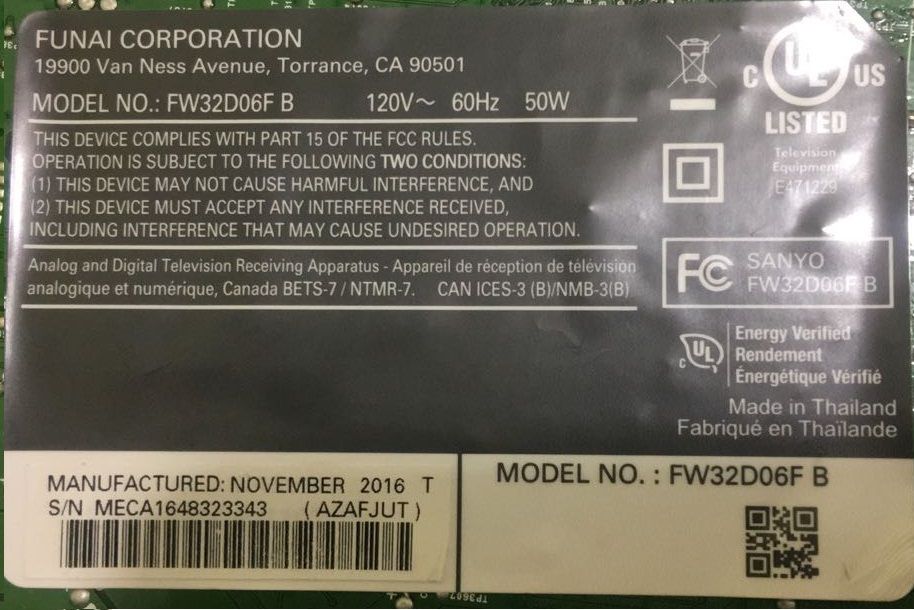 FUNAI CORPORATION
19900 Van Ness Avenue, Torrance, CA 90501
MODEL NO.: FW32D06F B 120V～ 60Hz 50W
THIS DEVICE COMPLIES WITH PART 15 OF THE FCC RULES.
OPERATION IS SUBJECT TO THE FOLLOWING TWO CONDITIONS:
(1) THIS DEVICE MAY NOT CAUSE HARMFUL INTERFERENCE, AND
(2) THIS DEVICE MUST ACCEPT ANY INTERFERENCE RECEIVED,
INCLUDING INTERFERENCE THAT MAY CAUSE UNDESIRED OPERATION.
Analog and Digital Television Receiving Apparatus - Appareil de réception de télévision
analogique et numérique, Canada BETS-7 / NTMR-7. CAN ICES-3 (B)/NMB-3(B)
C UL US
LISTED
Television
Equipment
E471229
FC SANYO
FW32D06F B
C UL Energy Verified
Rendement
Énergétique Vérifié
Made in Thailand
Fabriqué en Thaïlande
MANUFACTURED: NOVEMBER 2016 T
S/N MECA1648323343 ( AZAFJUT )
MODEL NO. : FW32D06F B